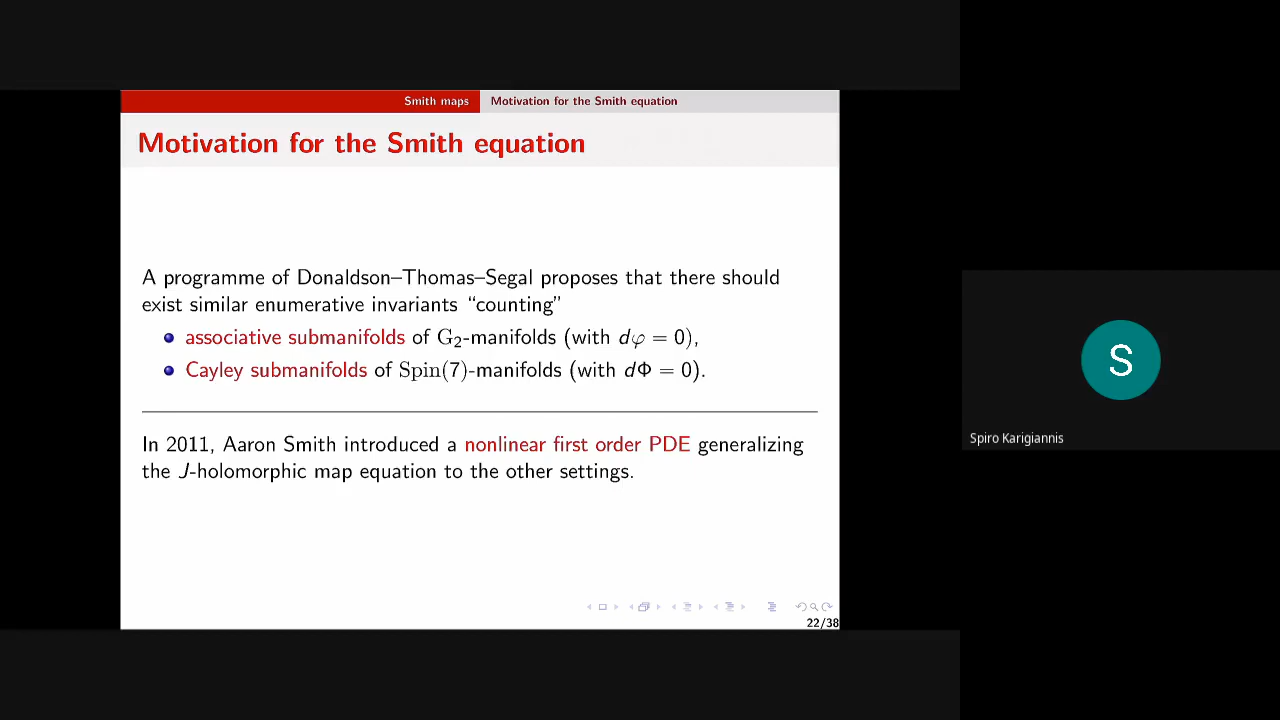 Smith maps
Motivation for the Smith equation
Motivation for the Smith equation
A programme of Donaldson–Thomas–Segal proposes that there should
exist similar enumerative invariants “counting”
associative submanifolds of G₂-manifolds (with dφ = 0),
Cayley submanifolds of Spin(7)-manifolds (with dΦ = 0).
In 2011, Aaron Smith introduced a nonlinear first order PDE generalizing
the J-holomorphic map equation to the other settings.
22/38
S
Spiro Karigiannis